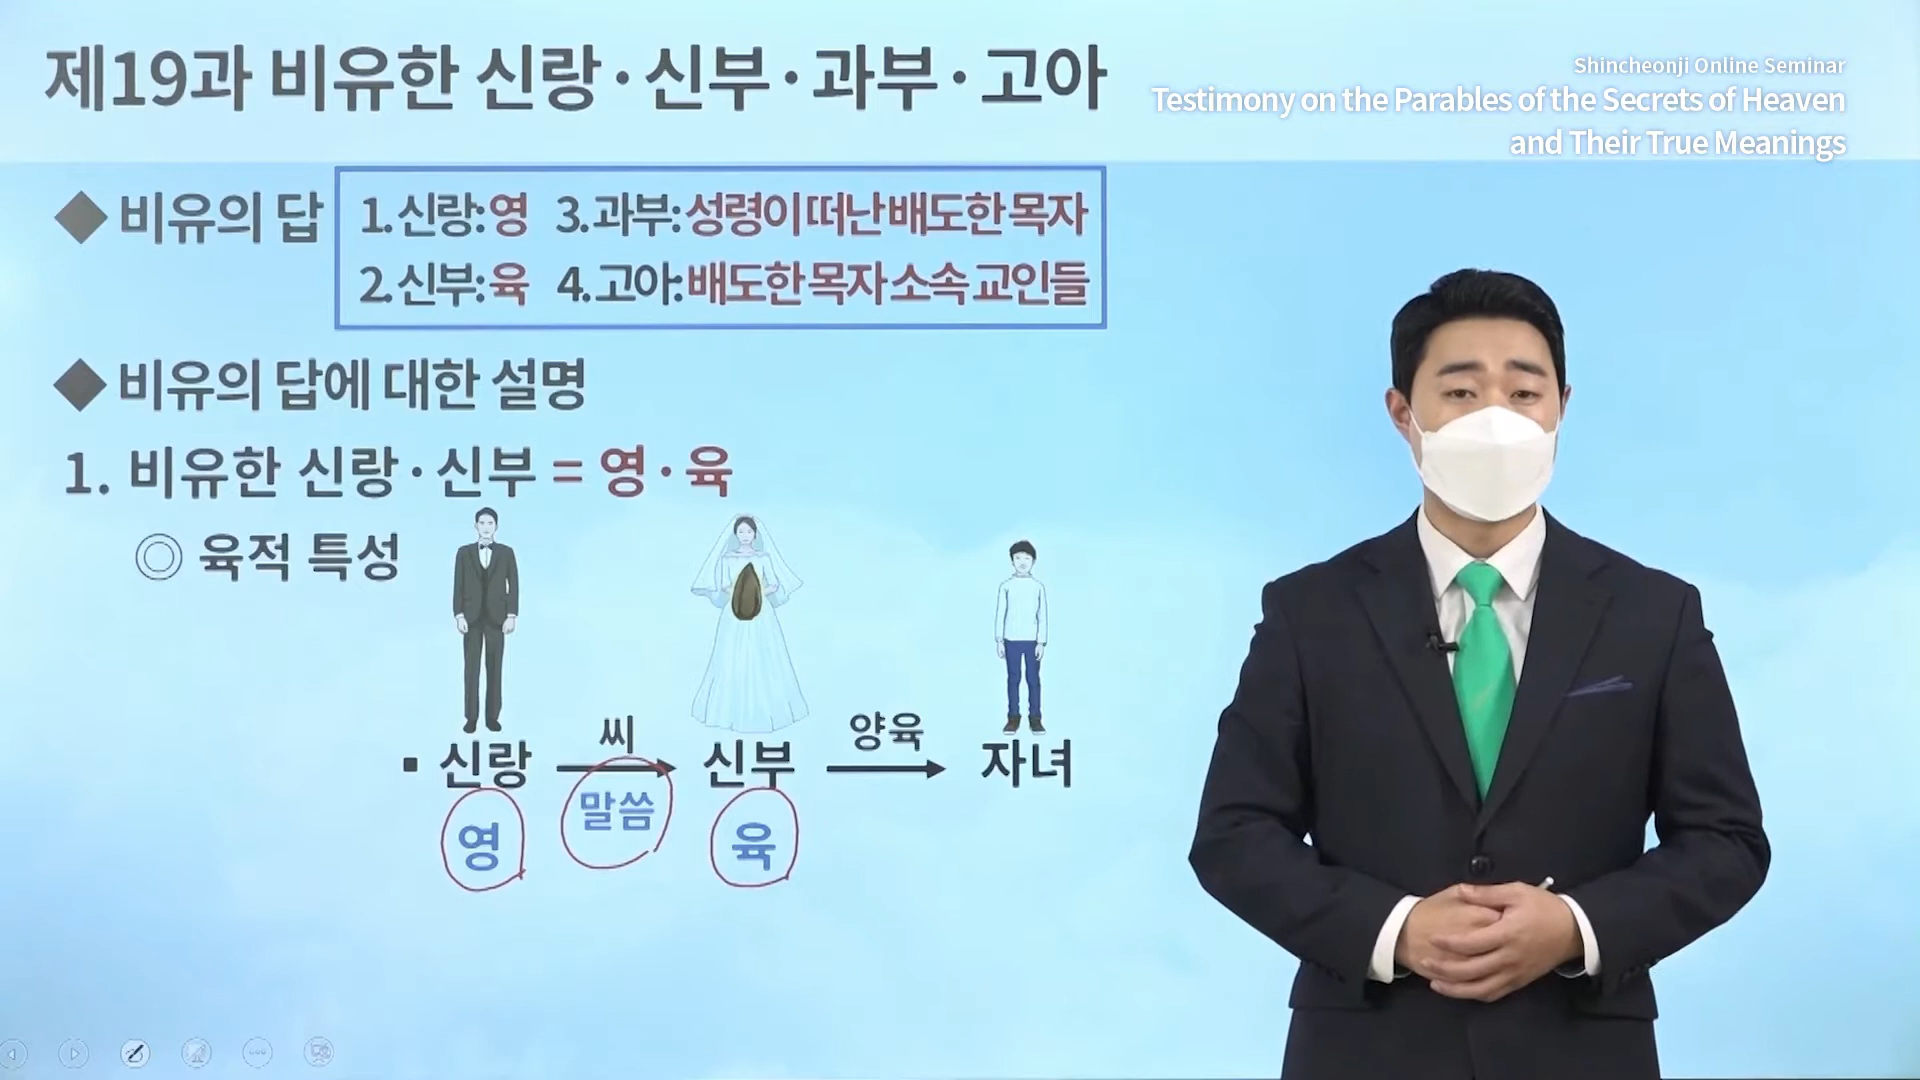 제19과 비유한 신랑·신부·과부·고아
Shincheonji Online Seminar
Testimony on the Parables of the Secrets of Heaven
and Their True Meanings
◆ 비유의 답
1. 신랑: 영 3. 과부: 성령이 떠난 배도한 목자
2. 신부: 육 4. 고아: 배도한 목자 소속 교인들
◆ 비유의 답에 대한 설명
1. 비유한 신랑·신부 = 영·육
◎ 육적 특성
씨
양육
▪ 신랑 신부 자녀
말씀
영 육